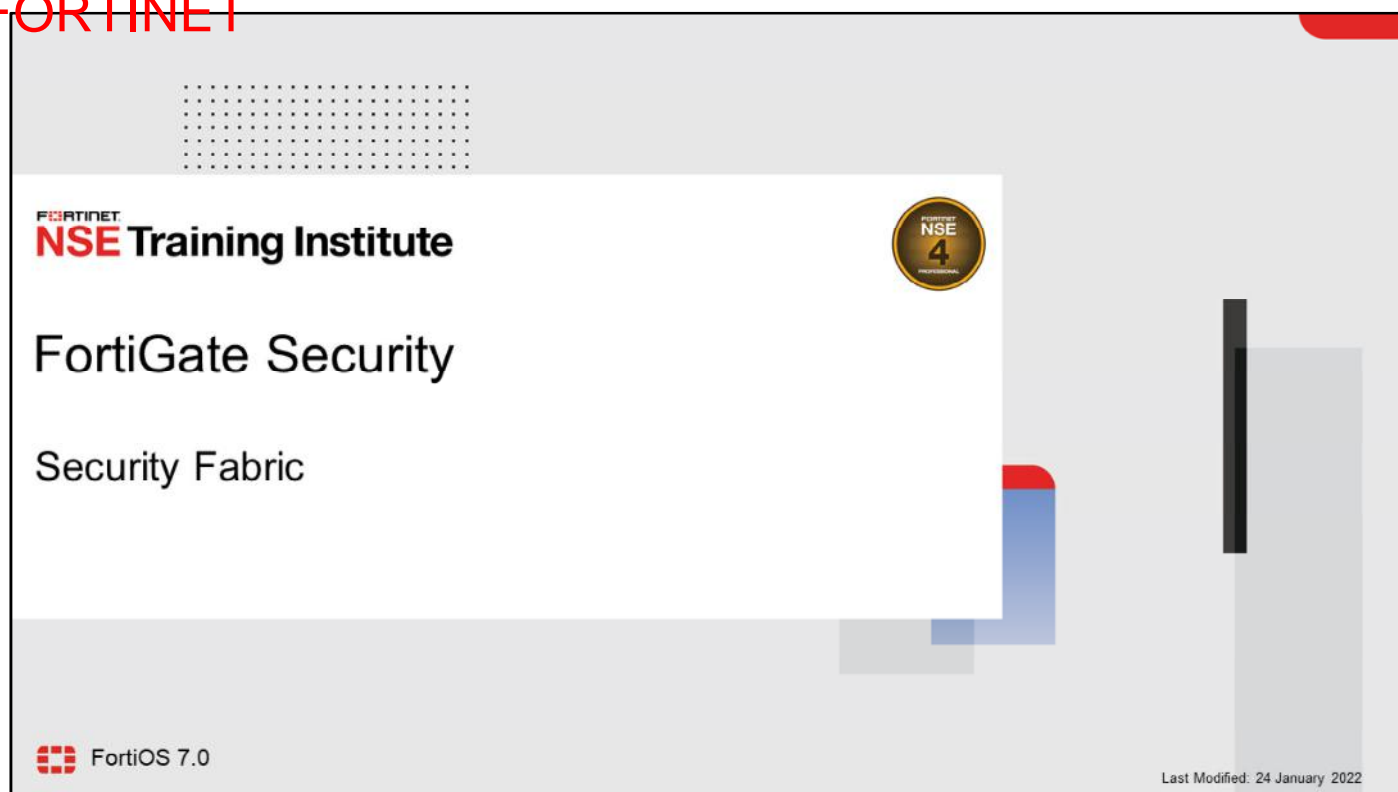 FORTINET
FORTINET
NSE Training Institute
FORTINET
NSE
4
PROFESSIONAL
FortiGate Security
Security Fabric
FortiOS 7.0
Last Modified: 24 January 2022